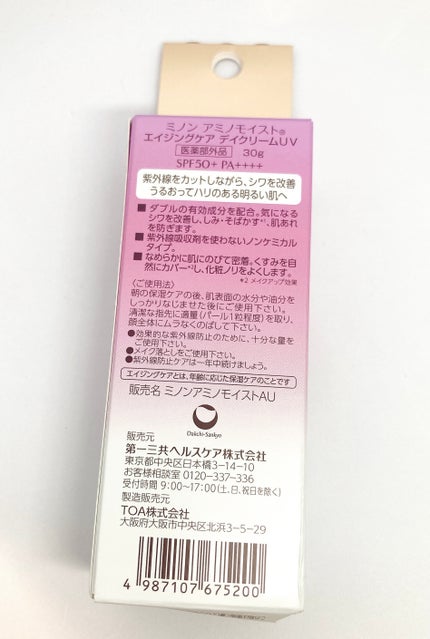 ミノン アミノモイスト®
エイジングケア デイクリームUV
医薬部外品 30g
SPF50+ PA++++
紫外線をカットしながら、シワを改善
うるおってハリのある明るい肌へ
■ダブルの有効成分を配合。気になる
シワを改善し、しみ・そばかす*¹、肌あれ
を防ぎます。
■紫外線吸収剤を使わないノンケミカル
タイプ。
■なめらかに肌にのびて密着。くすみを自
然にカバー*²し、化粧ノリをよくします。
*2 メイクアップ効果
〈ご使用法〉
朝の保湿ケアの後、肌表面の水分や油分を
しっかりなじませた後にご使用下さい。
清潔な指先に適量(パール1粒程度)を取り、
顔全体にムラなくのばして下さい。
●効果的な紫外線防止のために、十分な量を
ご使用下さい。
●メイク落としをご使用下さい。
●紫外線防止ケアは一年中続けましょう。
エイジングケアとは、年齢に応じた保湿ケアのことです
販売名 ミノンアミノモイストAU
Daiichi-Sankyo
販売元
第一三共ヘルスケア株式会社
東京都中央区日本橋3-14-10
お客様相談室 0120-337-336
受付時間 9:00~17:00(土、日、祝日を除く)
製造販売元
TOA株式会社
大阪府大阪市中央区北浜3-5-29
4 987107 675200